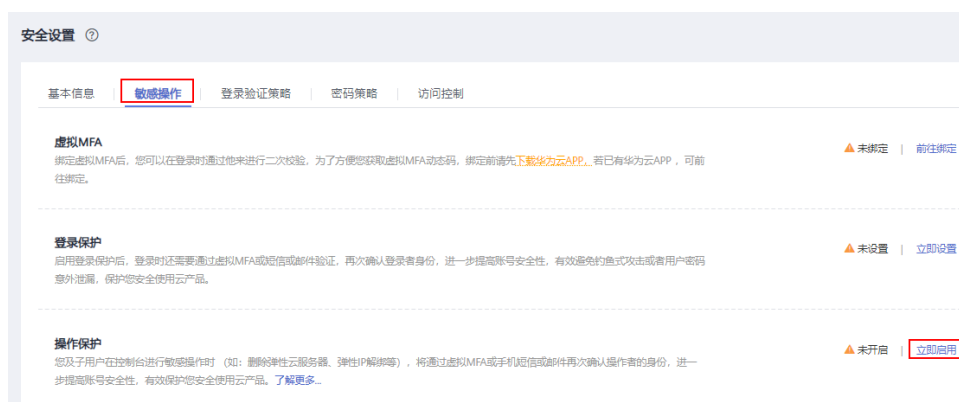 安全设置 ?
基本信息 | 敏感操作 | 登录验证策略 | 密码策略 | 访问控制
虚拟MFA
绑定虚拟MFA后，您可以在登录时通过他来进行二次校验，为了方便您获取虚拟MFA动态码，绑定前请先下载华为云APP，若已有华为云APP ，可前
往绑定。
未绑定 | 前往绑定
登录保护
启用登录保护后，登录时还需要通过虚拟MFA或短信或邮件验证，再次确认登录者身份，进一步提高账号安全性，有效避免钓鱼式攻击或者用户密码
意外泄漏，保护您安全使用云产品。
未设置 | 立即设置
操作保护
您及子用户在控制台进行敏感操作时 （如：删除弹性云服务器、弹性IP解绑等），将通过虚拟MFA或手机短信或邮件再次确认操作者的身份，进一
步提高账号安全性，有效保护您安全使用云产品。了解更多...
未开启 | 立即启用